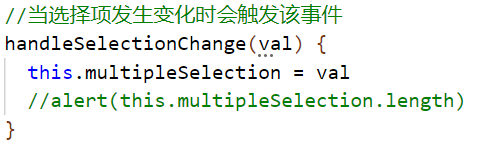 //当选择项发生变化时会触发该事件
handleSelectionChange(val) {
  this.multipleSelection = val
  //alert(this.multipleSelection.length)
}